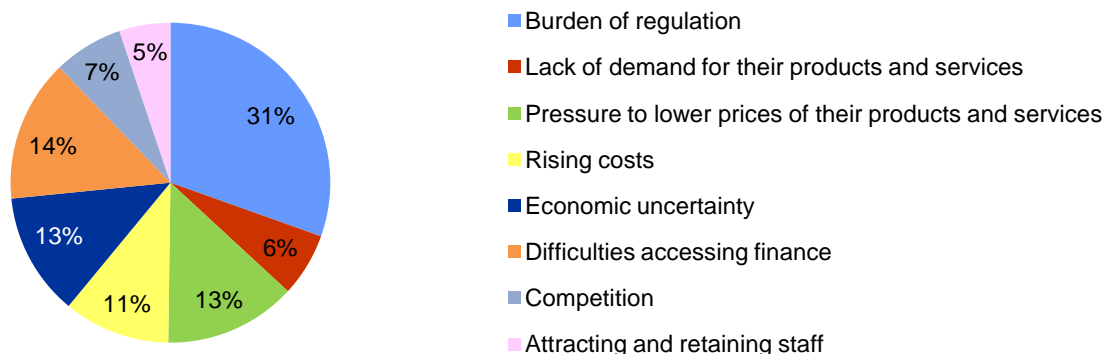 Burden of regulation
Lack of demand for their products and services
Pressure to lower prices of their products and services
Rising costs
Economic uncertainty
Difficulties accessing finance
Competition
Attracting and retaining staff
31%
6%
13%
11%
13%
14%
7%
5%